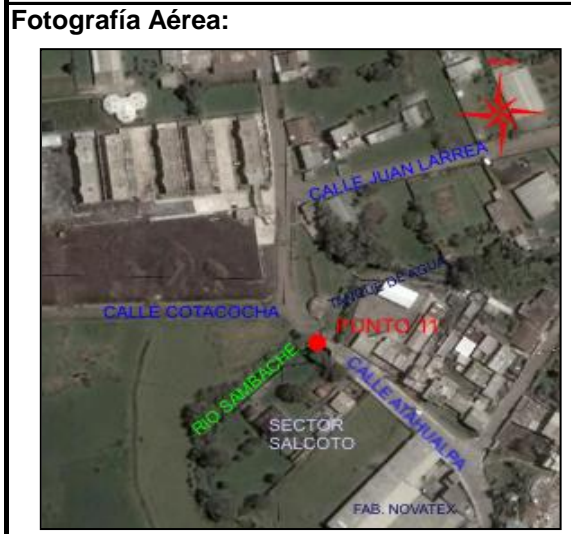 Fotografía Aérea:
CALLE JUAN LARREA
TANQUE DE AGUA
CALLE COTACOCHA
PUNTO 11
RIO SAMBACHE
CALLE ATAHUALPA
SECTOR
SALCOTO
FAB. NOVATEX